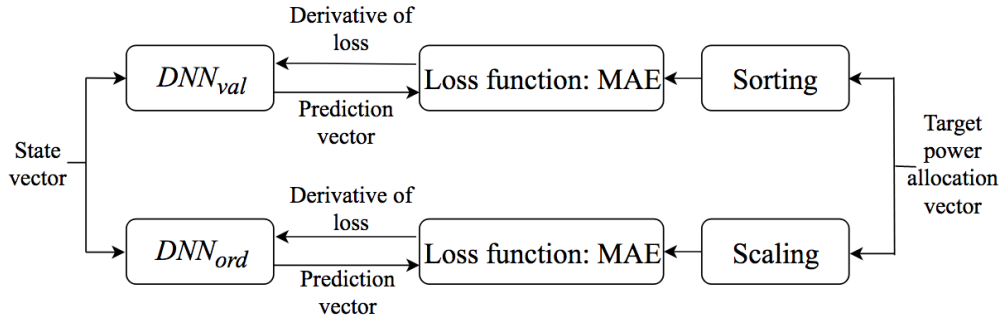 Derivative of
loss
DNN_val
Loss function: MAE
Sorting
Prediction
vector
State
vector
Target
power
allocation
vector
Derivative of
loss
DNN_ord
Loss function: MAE
Scaling
Prediction
vector